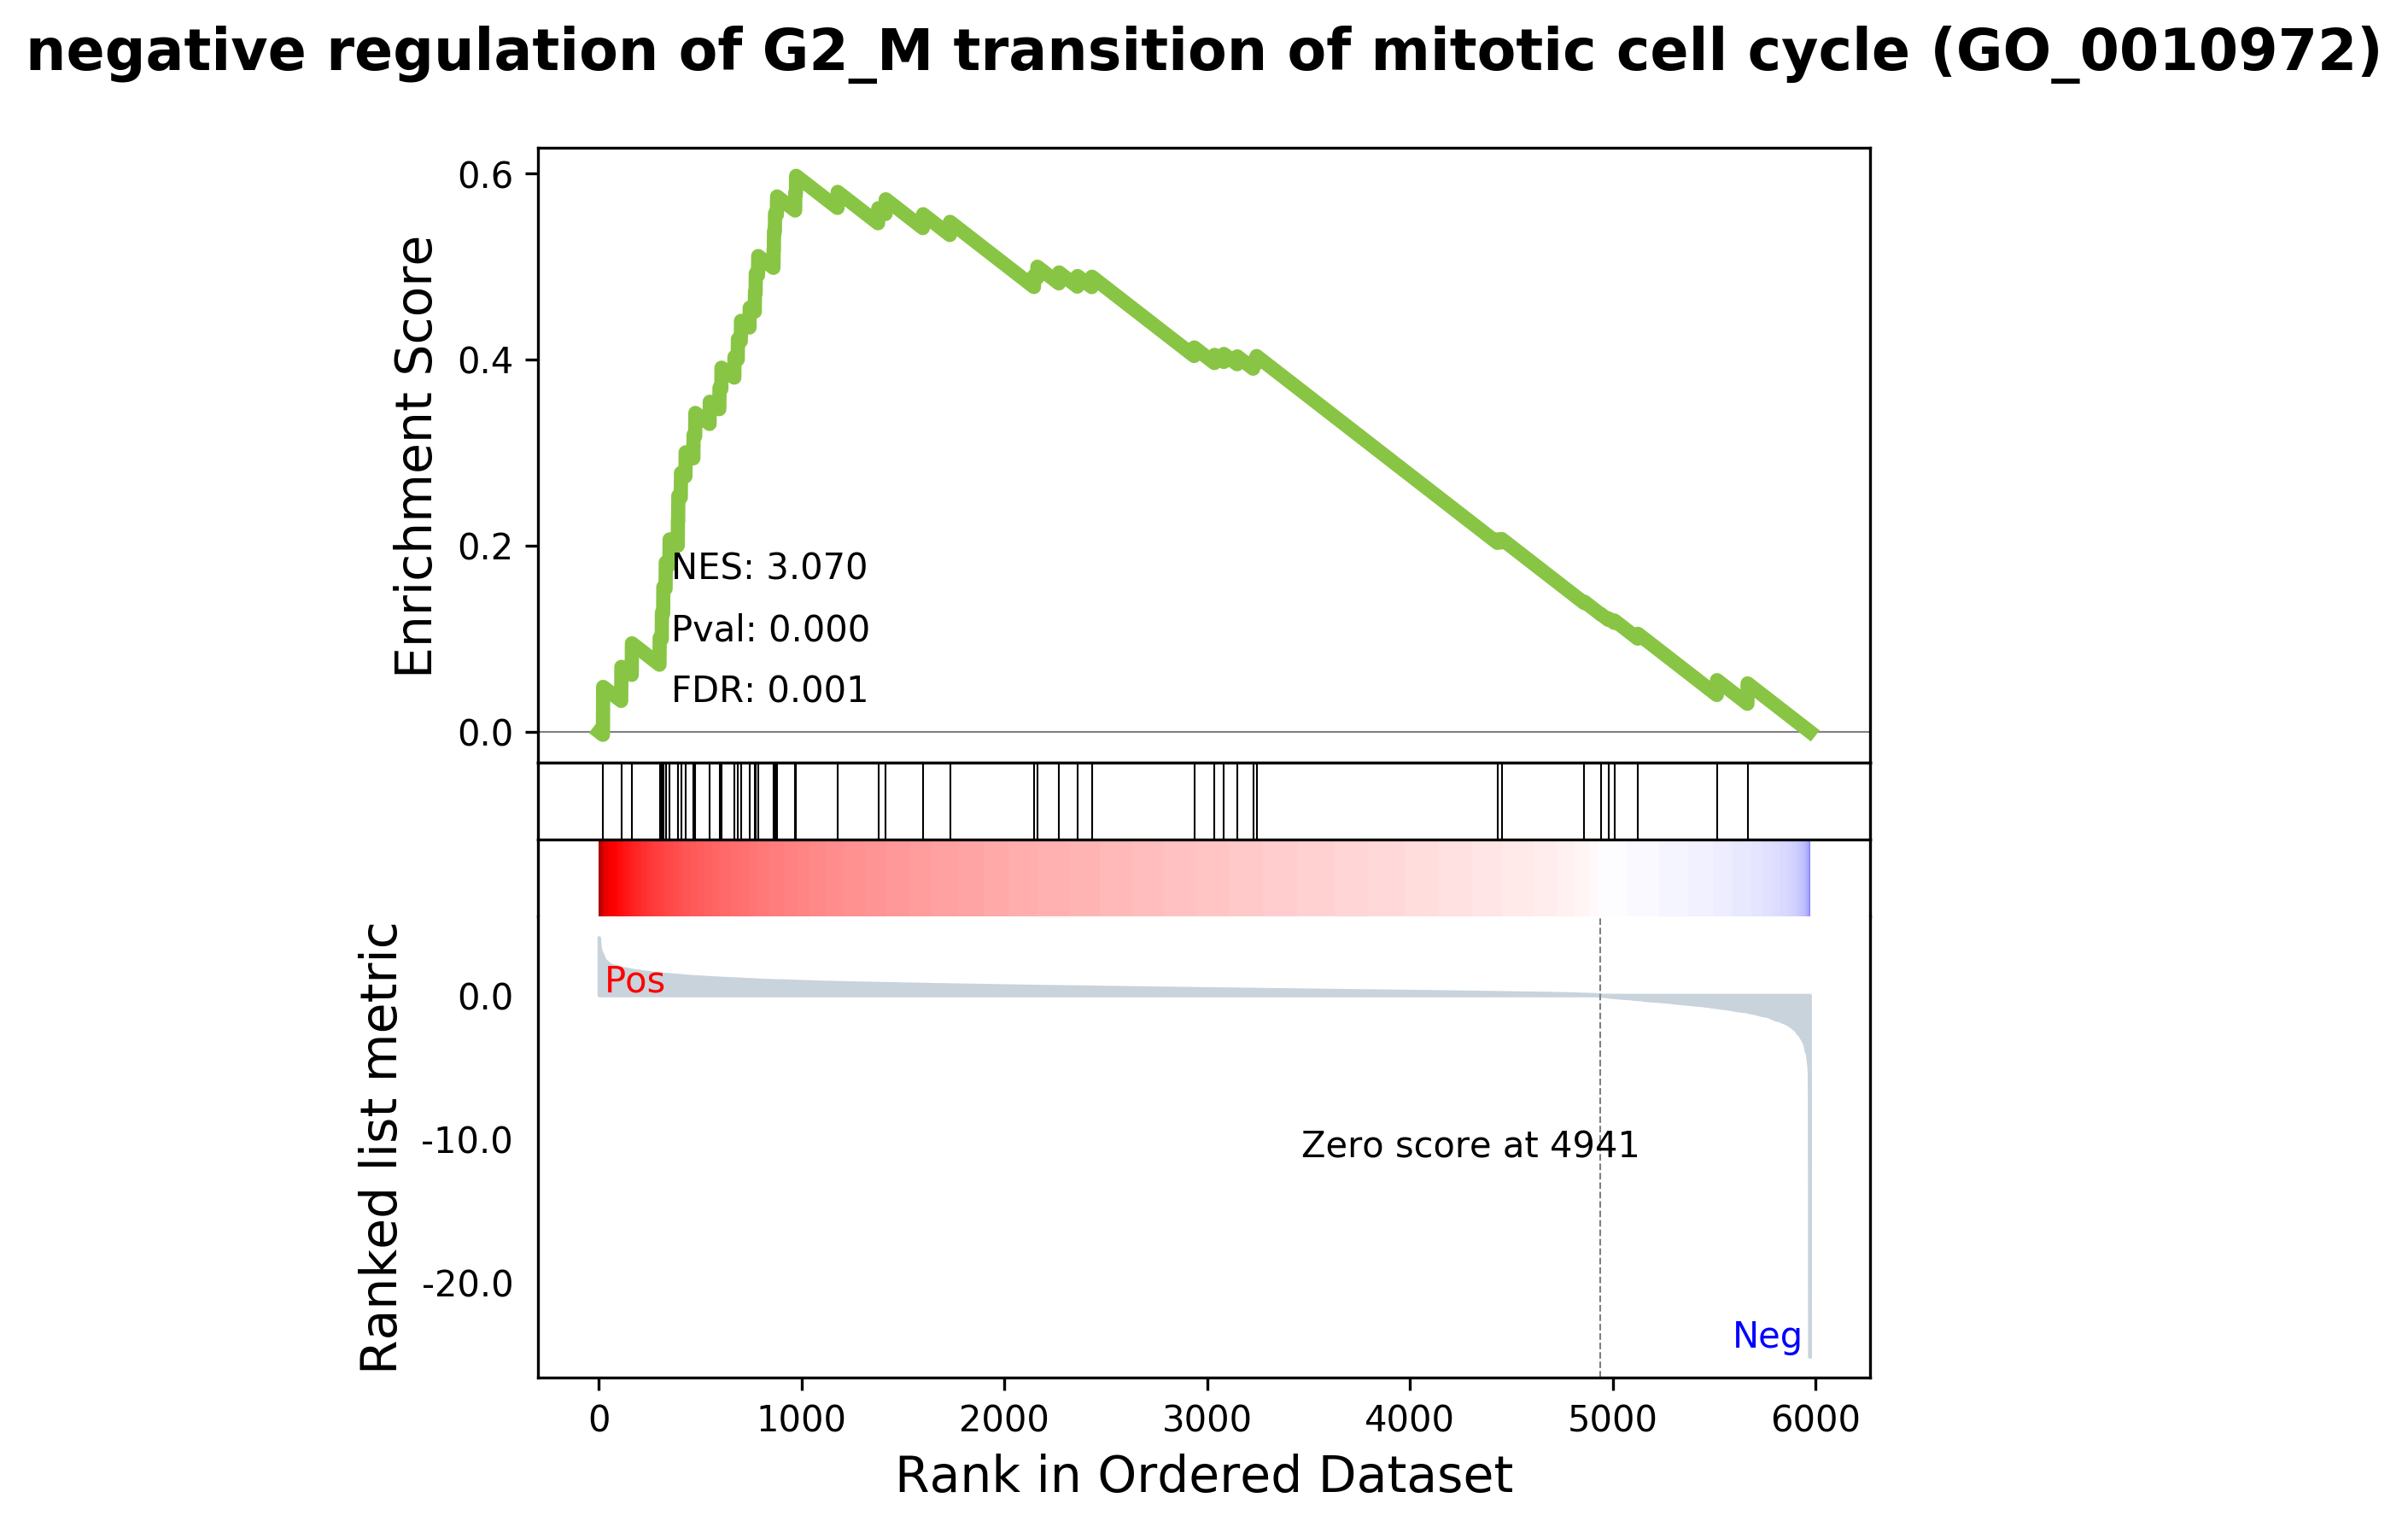 negative regulation of G2_M transition of mitotic cell cycle (GO_0010972)
Enrichment Score
0.6
0.4
0.2
0.0
NES: 3.070
Pval: 0.000
FDR: 0.001
Ranked list metric
0.0
-10.0
-20.0
Pos
Zero score at 4941
Neg
0 1000 2000 3000 4000 5000 6000
Rank in Ordered Dataset